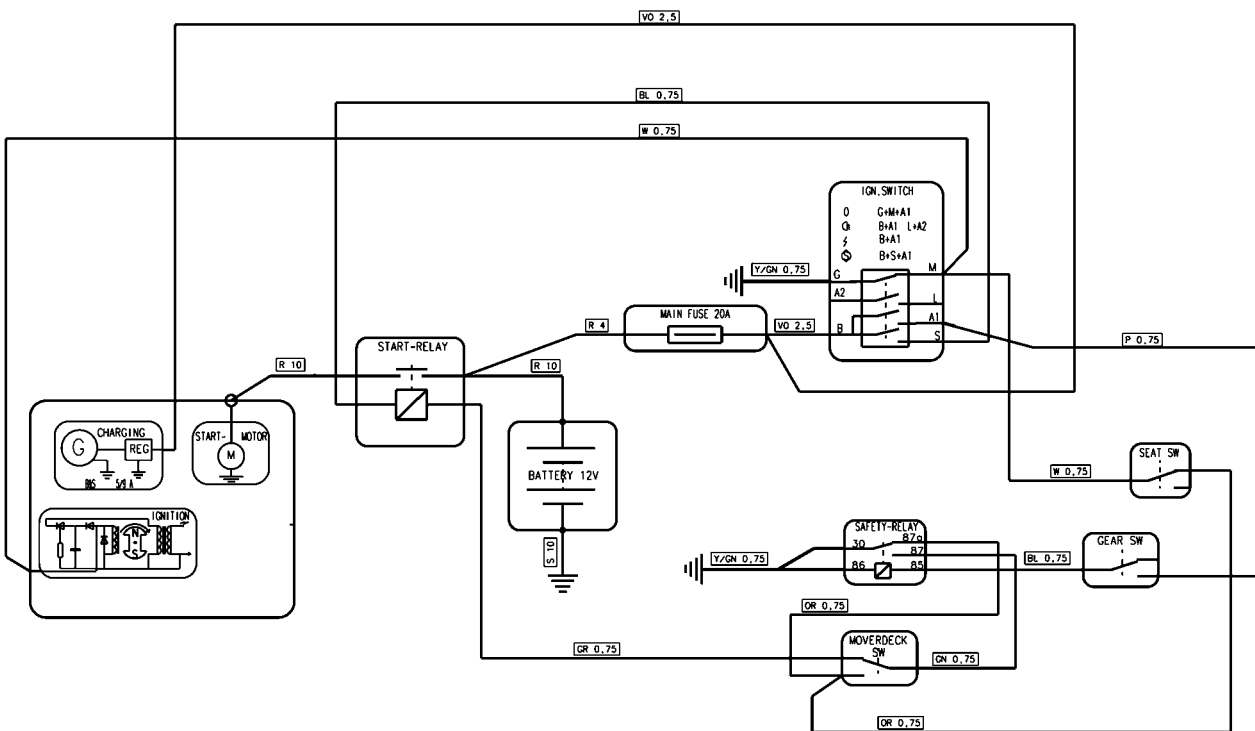 VO 2,5
BL 0,75
W 0,75
IGN.SWITCH
0 G+M+A1
B+A1 L+A2
B+A1
B+S+A1
Y/GN 0,75
G
M
A2
L
B
A1
S
MAIN FUSE 20A
R 4
VO 2,5
P 0,75
START-RELAY
R 10
R 10
CHARGING
G
REG
B&S 5/9 A
START-MOTOR
M
BATTERY 12V
S 10
IGNITION
N
S
W 0,75
SEAT SW
SAFETY-RELAY
30
87a
87
86
85
Y/GN 0,75
BL 0,75
GEAR SW
OR 0,75
MOVERDECK
SW
GR 0,75
GN 0,75
OR 0,75